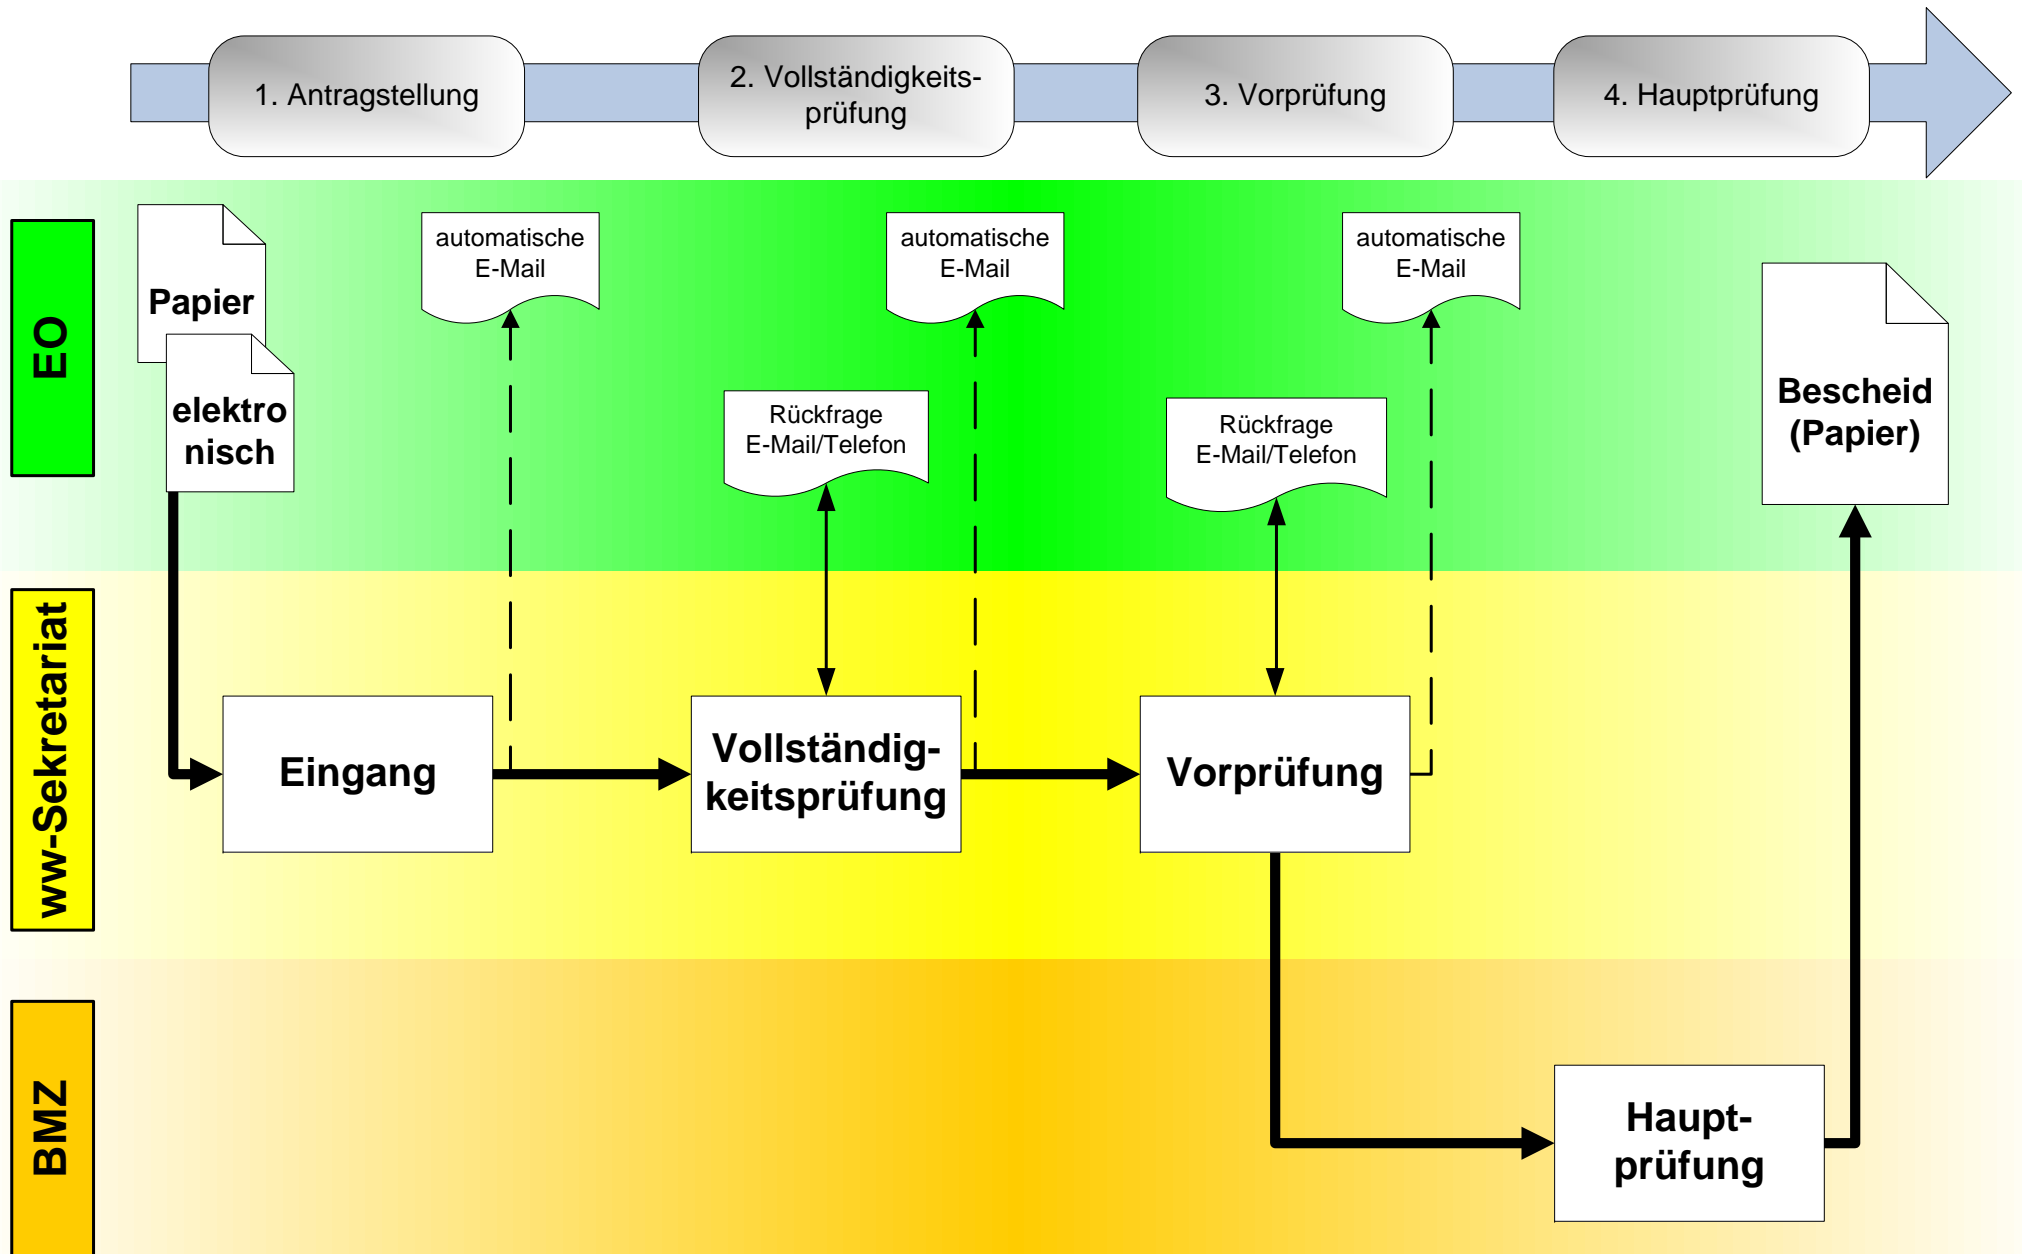 1. Antragstellung
2. Vollständigkeits-
prüfung
3. Vorprüfung
4. Hauptprüfung
EO
Papier
elektro
nisch
automatische
E-Mail
automatische
E-Mail
automatische
E-Mail
Rückfrage
E-Mail/Telefon
Rückfrage
E-Mail/Telefon
Bescheid
(Papier)
ww-Sekretariat
Eingang
Vollständig-
keitsprüfung
Vorprüfung
BMZ
Haupt-
prüfung